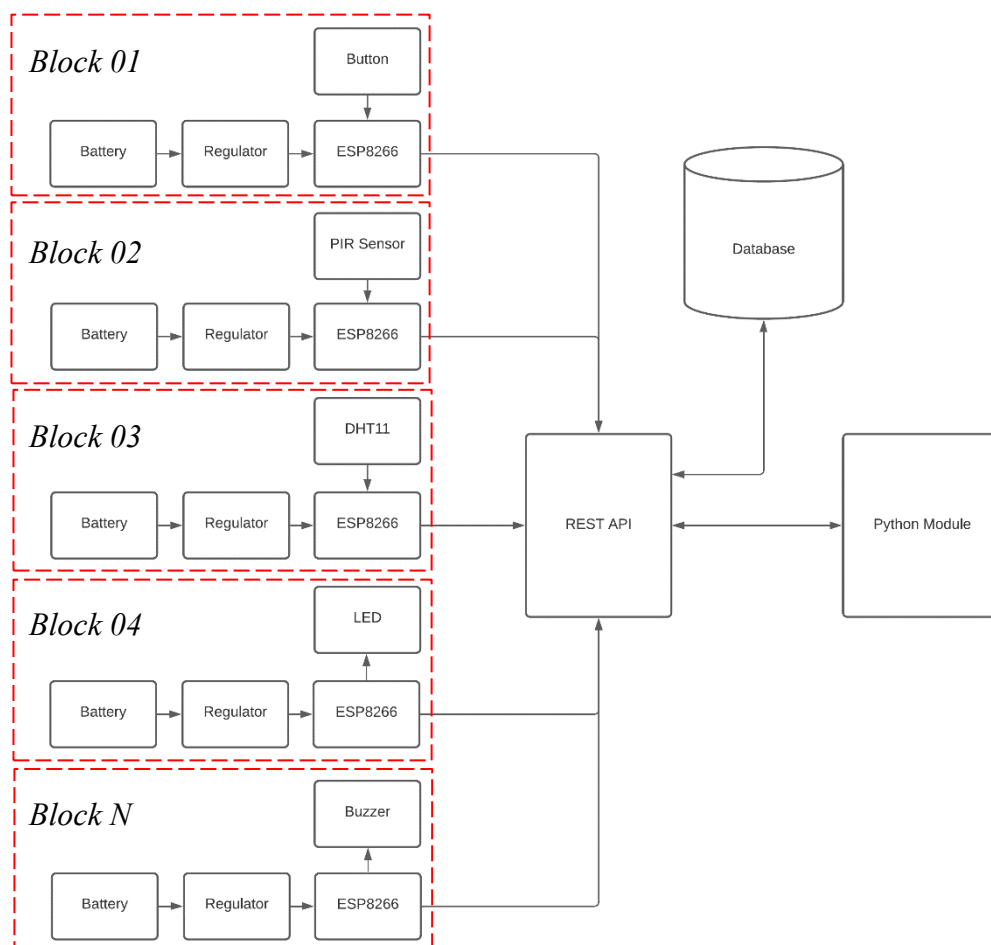 Block 01
Button
Battery
Regulator
ESP8266
Block 02
PIR Sensor
Battery
Regulator
ESP8266
Block 03
DHT11
Battery
Regulator
ESP8266
Block 04
LED
Battery
Regulator
ESP8266
Block N
Buzzer
Battery
Regulator
ESP8266
Database
REST API
Python Module